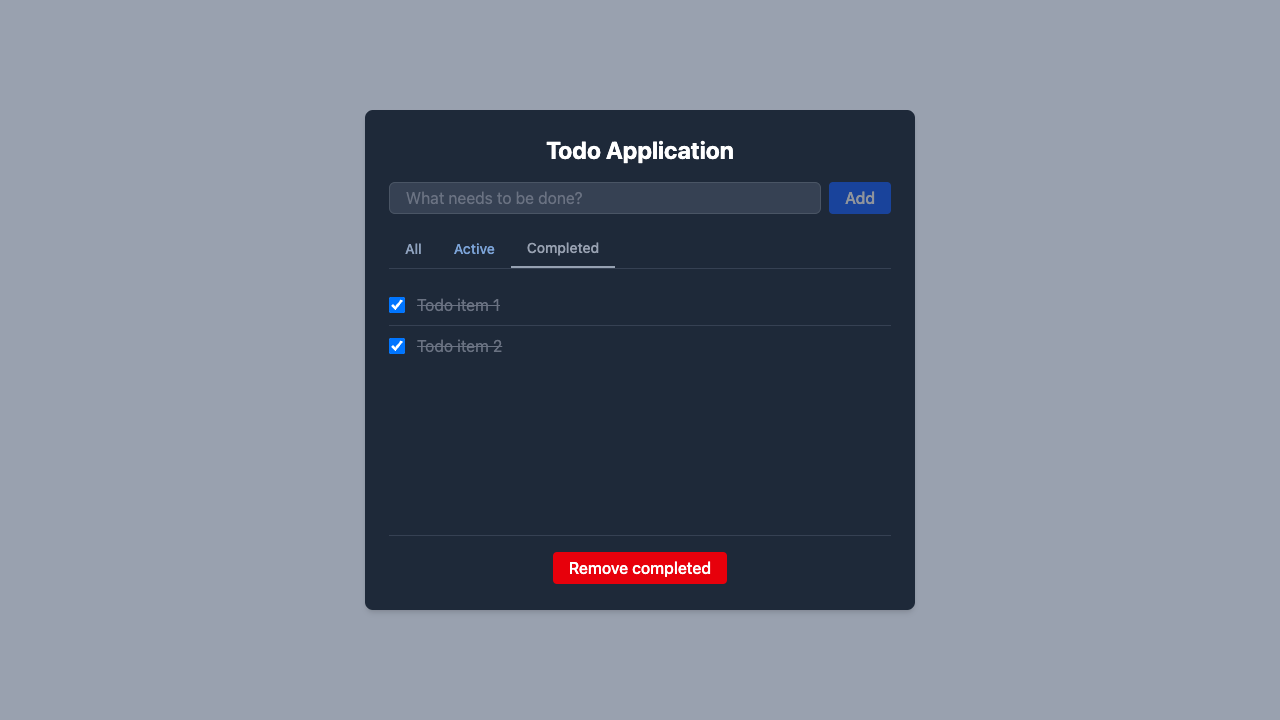 Todo Application
What needs to be done? Add
All Active Completed
Todo item 1
Todo item 2
Remove completed